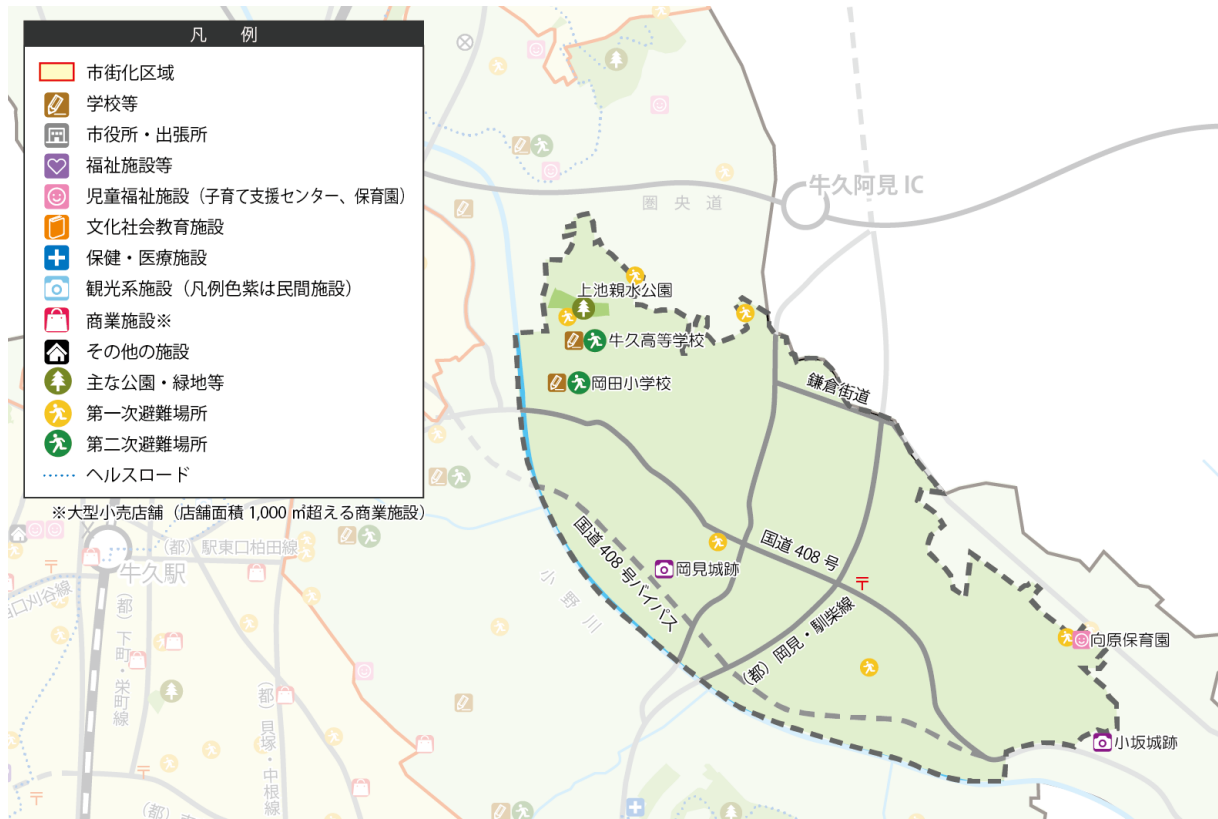 凡 例
市街化区域
学校等
市役所・出張所
福祉施設等
児童福祉施設（子育て支援センター、保育園）
文化社会教育施設
保健・医療施設
観光系施設（凡例色紫は民間施設）
商業施設※
その他の施設
主な公園・緑地等
第一次避難場所
第二次避難場所
ヘルスロード
※大型小売店舗（店舗面積 1,000 ㎡超える商業施設）
牛久阿見 IC
圏央道
上池親水公園
牛久高等学校
岡田小学校
鎌倉街道
国道 408 号
国道 408 号バイパス
岡見城跡
（都）岡見・馴柴線
向原保育園
小坂城跡
小野川
（都）駅東口柏田線
牛久駅
口刈谷線
（都）下町・栄町線
（都）貝塚・中根線
（都）